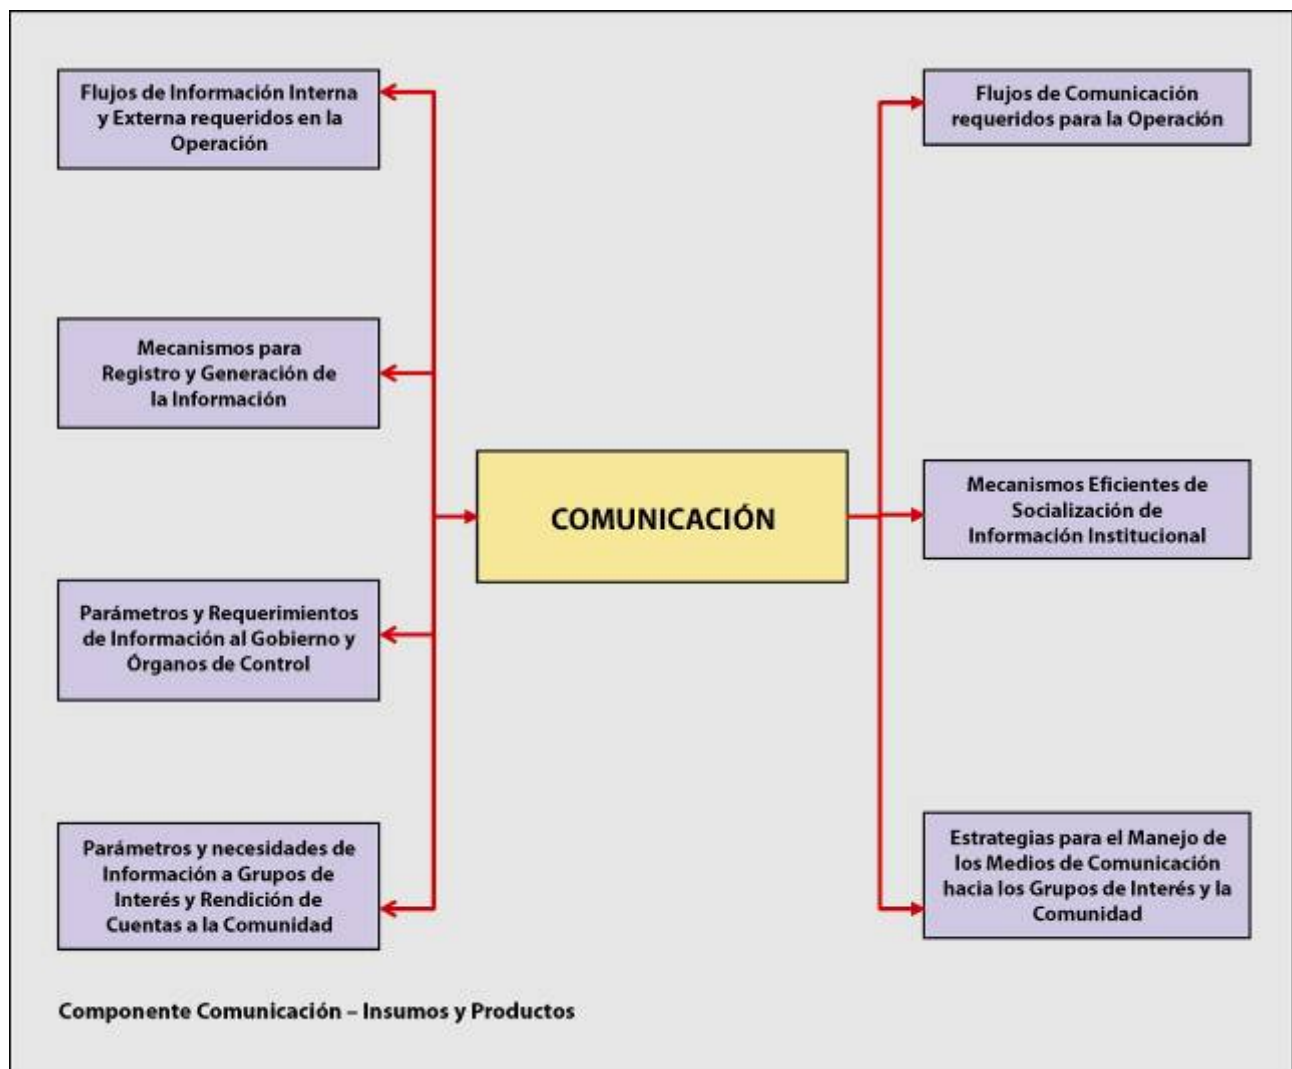 Flujos de Información Interna
y Externa requeridos en la
Operación
Mecanismos para
Registro y Generación de
la Información
Parámetros y Requerimientos
de Información al Gobierno y
Órganos de Control
Parámetros y necesidades de
Información a Grupos de
Interés y Rendición de
Cuentas a la Comunidad
COMUNICACIÓN
Flujos de Comunicación
requeridos para la Operación
Mecanismos Eficientes de
Socialización de
Información Institucional
Estrategias para el Manejo de
los Medios de Comunicación
hacia los Grupos de Interés y la
Comunidad
Componente Comunicación – Insumos y Productos